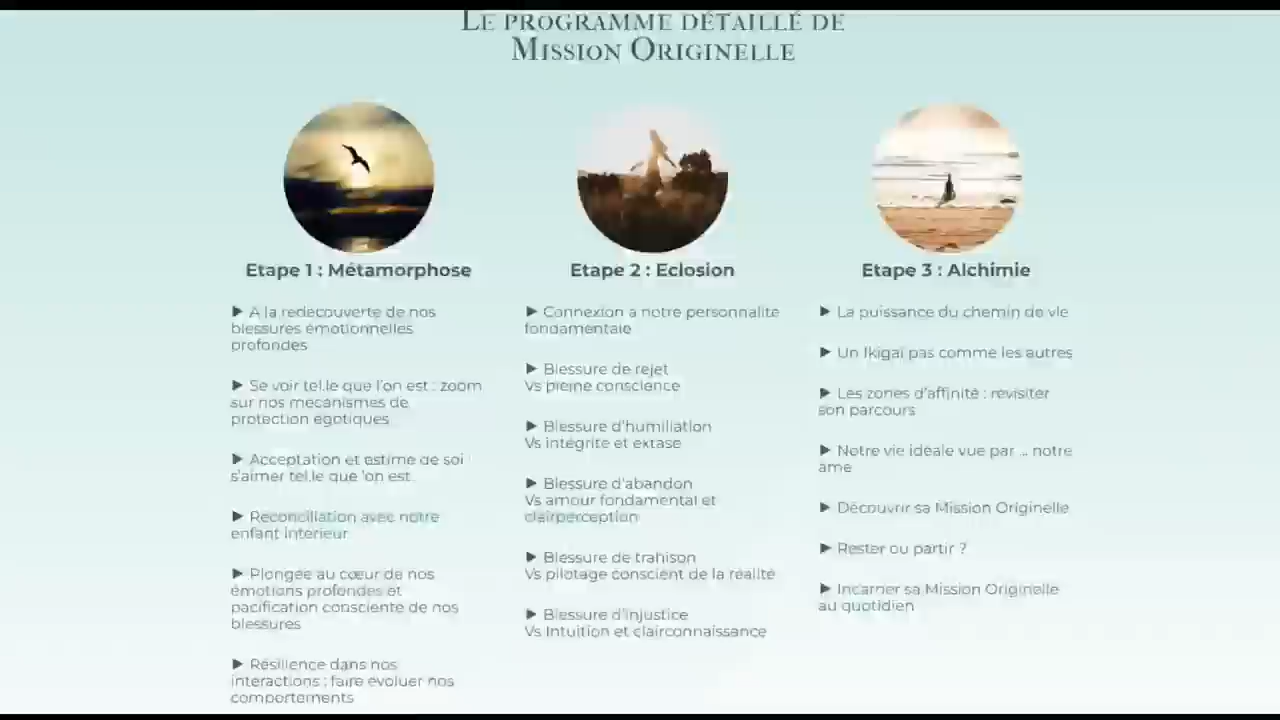 Le programme détaillé de
Mission Originelle
Etape 1 : Métamorphose
► A la redécouverte de nos
blessures émotionnelles
profondes
► Se voir tel.le que l'on est : zoom
sur nos mécanismes de
protection égotiques
► Acceptation et estime de soi :
s'aimer tel.le que l'on est
► Réconciliation avec notre
enfant intérieur
► Plongée au cœur de nos
émotions profondes et
pacification consciente de nos
blessures
► Résilience dans nos
interactions : faire évoluer nos
comportements
Etape 2 : Eclosion
► Connexion à notre personnalité
fondamentale
► Blessure de rejet
Vs pleine conscience
► Blessure d'humiliation
Vs intégrité et extase
► Blessure d'abandon
Vs amour fondamental et
clairperception
► Blessure de trahison
Vs pilotage conscient de la réalité
► Blessure d'injustice
Vs Intuition et clairconnaissance
Etape 3 : Alchimie
► La puissance du chemin de vie
► Un Ikigaï pas comme les autres
► Les zones d'affinité : revisiter
son parcours
► Notre vie idéale vue par ... notre
âme
► Découvrir sa Mission Originelle
► Rester ou partir ?
► Incarner sa Mission Originelle
au quotidien